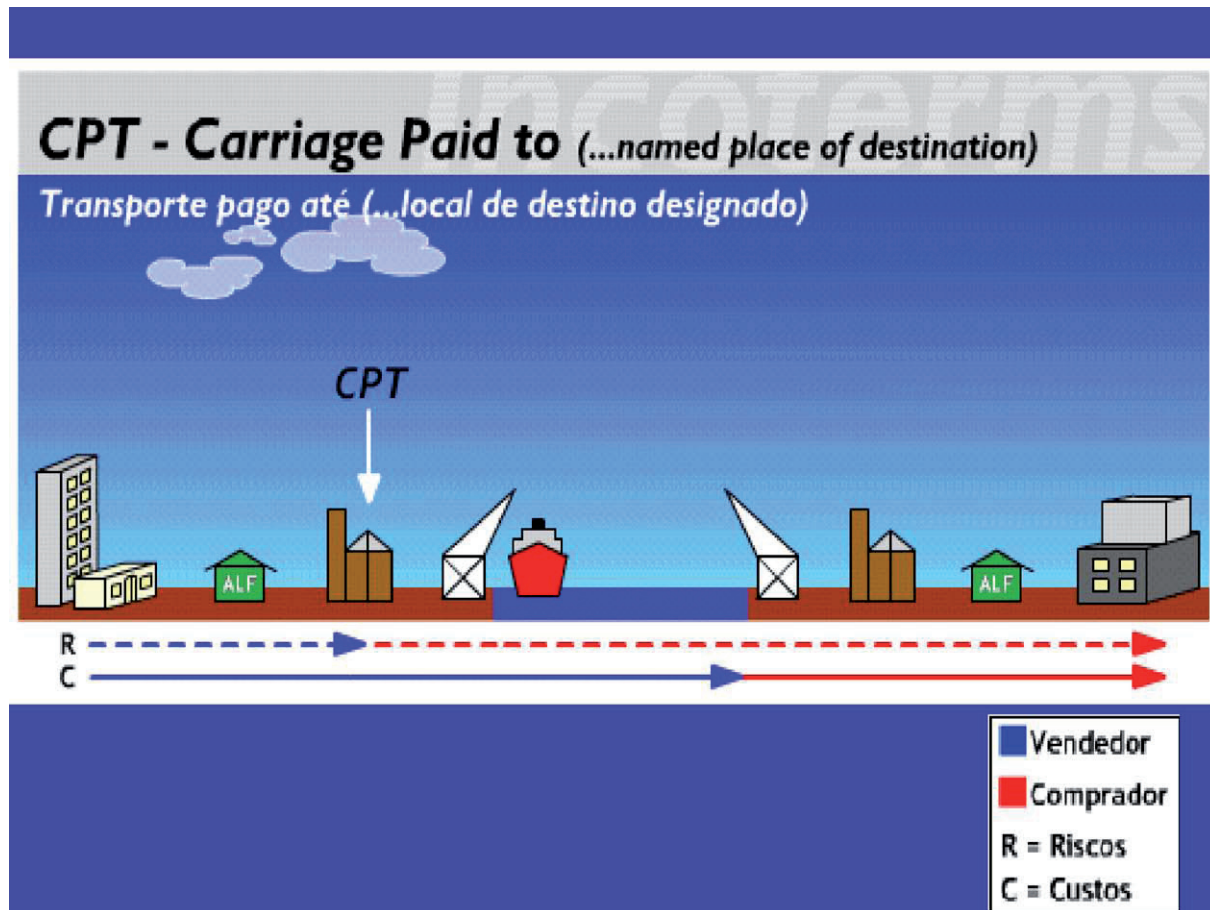 Incoterms
CPT - Carriage Paid to (...named place of destination)
Transporte pago até (...local de destino designado)
CPT
ALF
ALF
R
C
Vendedor
Comprador
R = Riscos
C = Custos